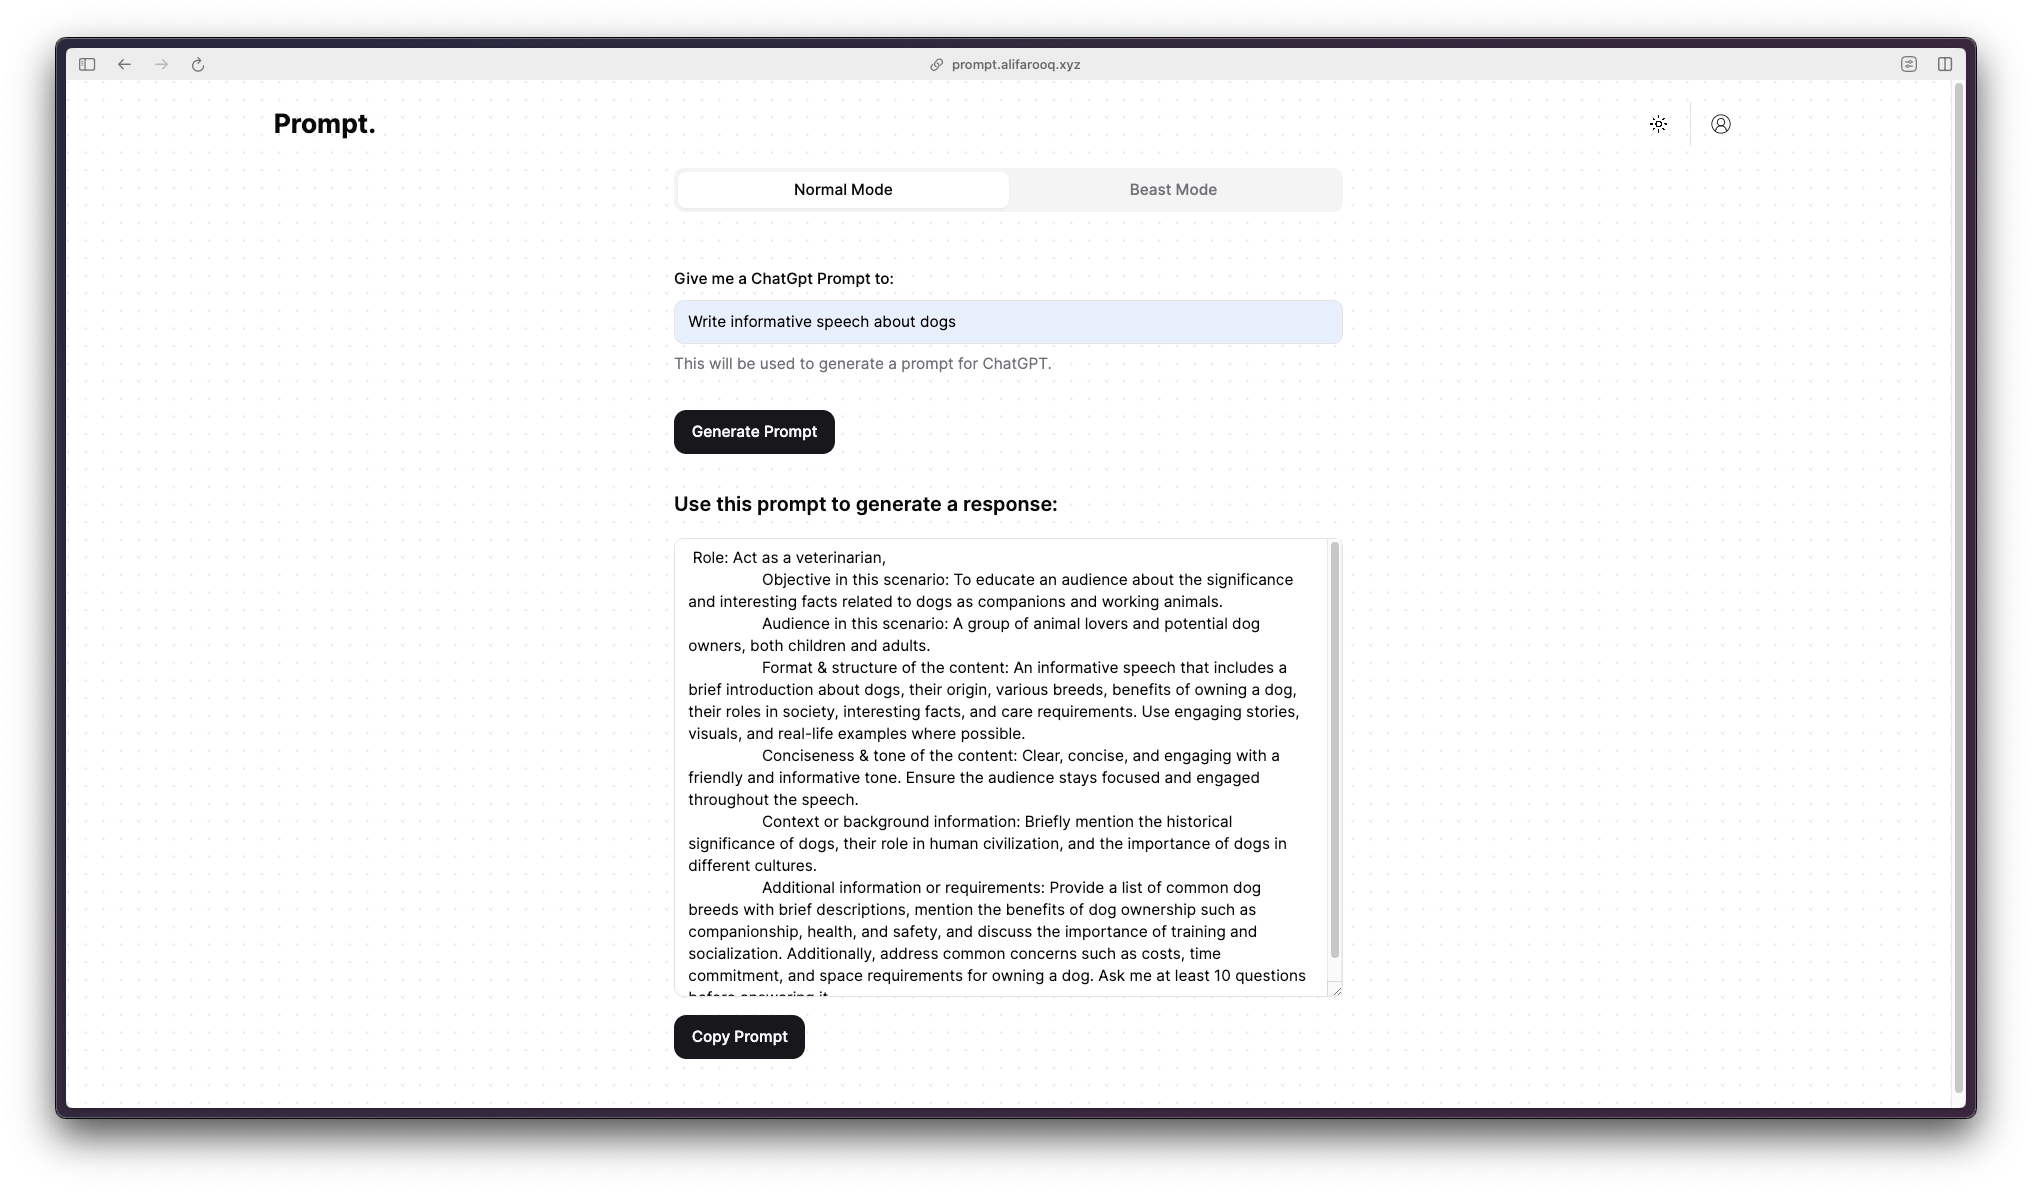 prompt.alifarooq.xyz
Prompt.
Normal Mode
Beast Mode
Give me a ChatGpt Prompt to:
Write informative speech about dogs
This will be used to generate a prompt for ChatGPT.
Generate Prompt
Use this prompt to generate a response:
Role: Act as a veterinarian,
Objective in this scenario: To educate an audience about the significance
and interesting facts related to dogs as companions and working animals.
Audience in this scenario: A group of animal lovers and potential dog
owners, both children and adults.
Format & structure of the content: An informative speech that includes a
brief introduction about dogs, their origin, various breeds, benefits of owning a dog,
their roles in society, interesting facts, and care requirements. Use engaging stories,
visuals, and real-life examples where possible.
Conciseness & tone of the content: Clear, concise, and engaging with a
friendly and informative tone. Ensure the audience stays focused and engaged
throughout the speech.
Context or background information: Briefly mention the historical
significance of dogs, their role in human civilization, and the importance of dogs in
different cultures.
Additional information or requirements: Provide a list of common dog
breeds with brief descriptions, mention the benefits of dog ownership such as
companionship, health, and safety, and discuss the importance of training and
socialization. Additionally, address common concerns such as costs, time
commitment, and space requirements for owning a dog. Ask me at least 10 questions
before answering it
Copy Prompt